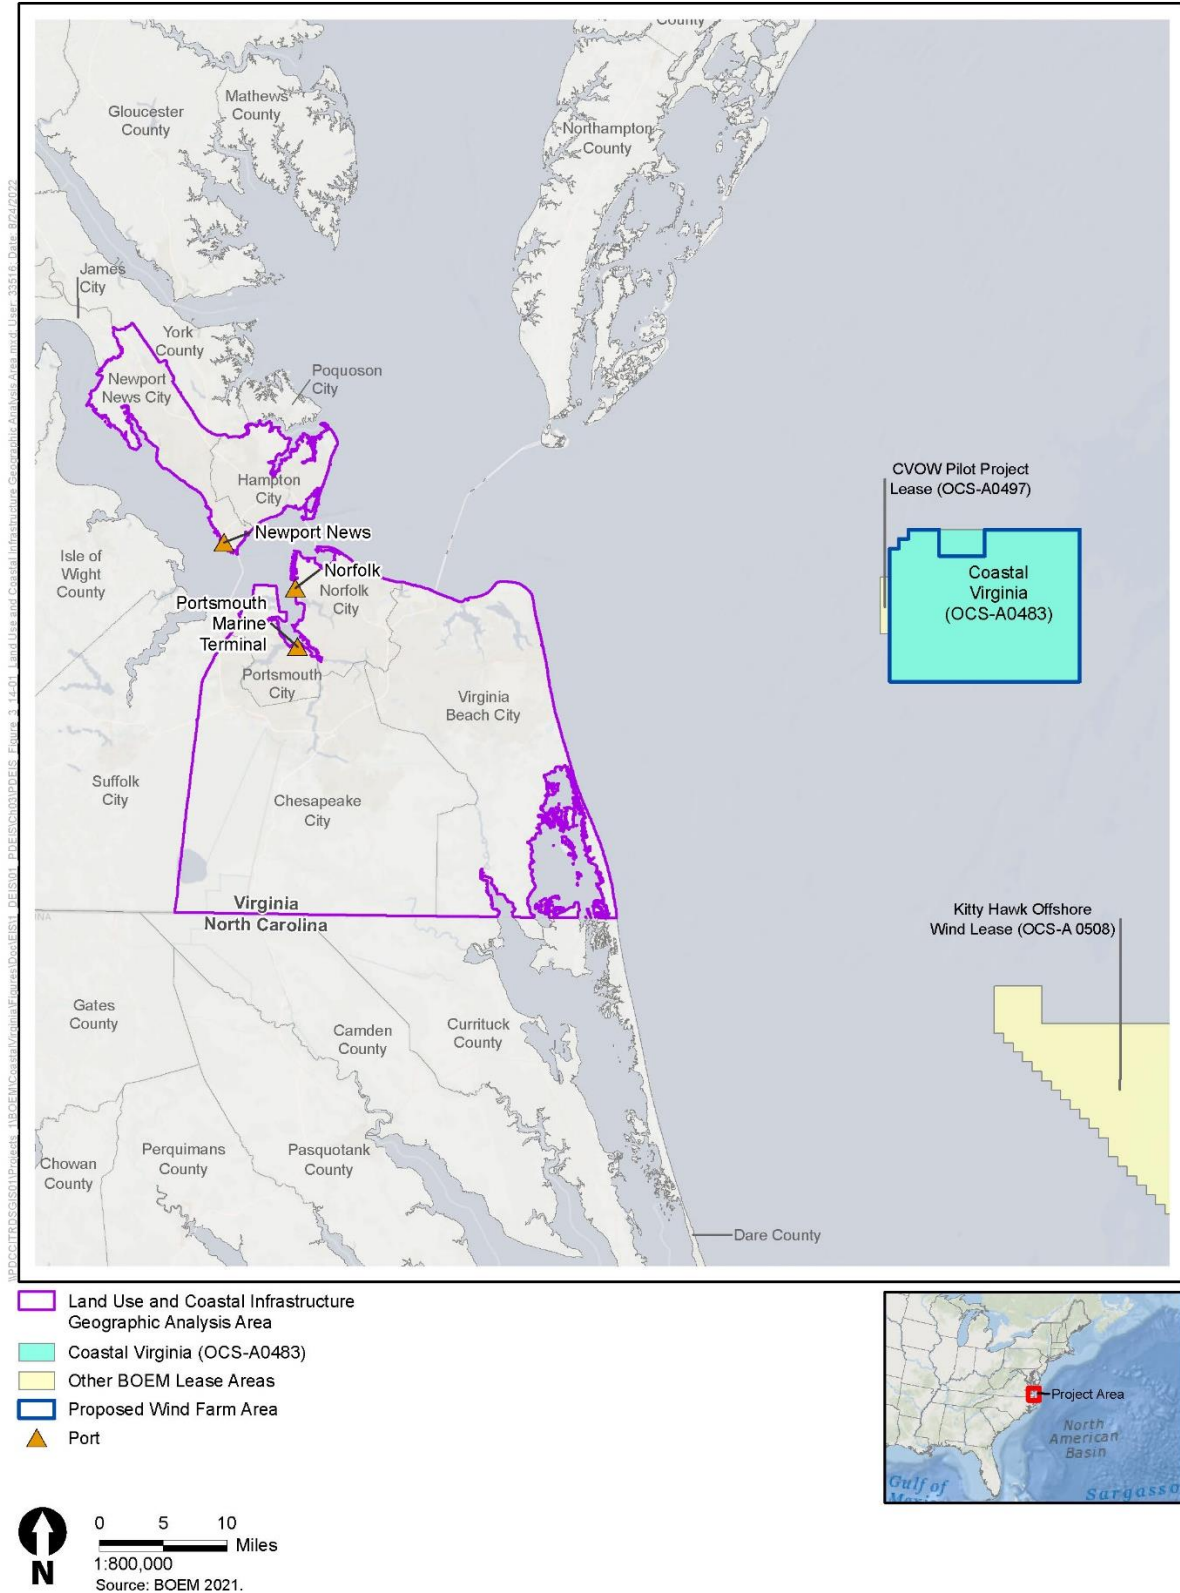 County
Mathews
County
Gloucester
County
Northampton
County
James
City
York
County
Newport
News City
Poquoson
City
Hampton
City
Newport News
Isle of
Wight
County
Norfolk
Norfolk
City
Portsmouth
Marine
Terminal
Portsmouth
City
Virginia
Beach City
Suffolk
City
Chesapeake
City
CVOW Pilot Project
Lease (OCS-A0497)
Coastal
Virginia
(OCS-A0483)
Virginia
North Carolina
Kitty Hawk Offshore
Wind Lease (OCS-A 0508)
Gates
County
Camden
County
Currituck
County
Chowan
County
Perquimans
County
Pasquotank
County
Dare County
Land Use and Coastal Infrastructure
Geographic Analysis Area
Coastal Virginia (OCS-A0483)
Other BOEM Lease Areas
Proposed Wind Farm Area
Port
Project Area
North
American
Basin
Gulf of
Sargasso
N
0 5 10
Miles
1:800,000
Source: BOEM 2021.